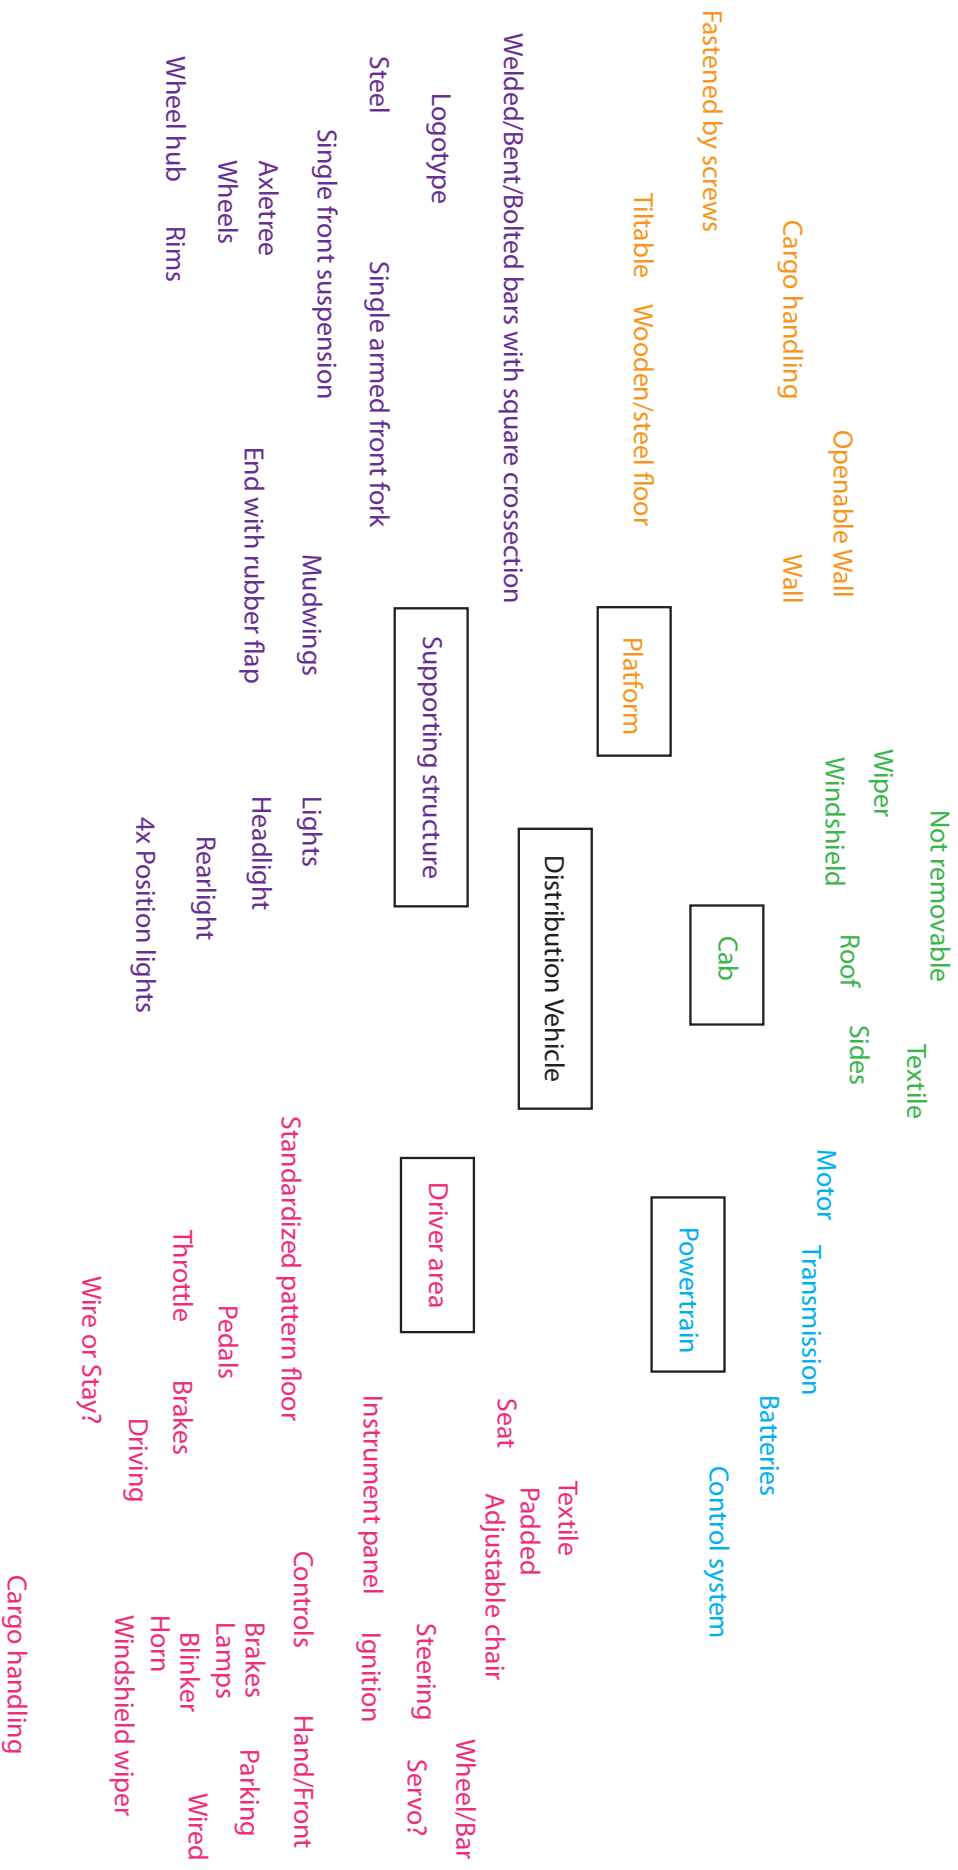 Not removable
Textile
Wiper
Windshield
Roof
Sides
Cab
Openable Wall
Wall
Cargo handling
Fastened by screws
Tiltable
Wooden/steel floor
Platform
Motor
Transmission
Batteries
Control system
Powertrain
Distribution Vehicle
Welded/Bent/Bolted bars with square crossection
Logotype
Supporting structure
Steel
Single armed front fork
Single front suspension
Axletree
Wheels
Wheel hub
Rims
Mudwings
End with rubber flap
Lights
Headlight
Rearlight
4x Position lights
Driver area
Seat
Textile
Padded
Adjustable chair
Wheel/Bar
Steering
Servo?
Instrument panel
Ignition
Standardized pattern floor
Controls
Hand/Front
Brakes
Parking
Lamps
Blinker
Wired
Horn
Windshield wiper
Pedals
Throttle
Brakes
Driving
Wire or Stay?
Cargo handling